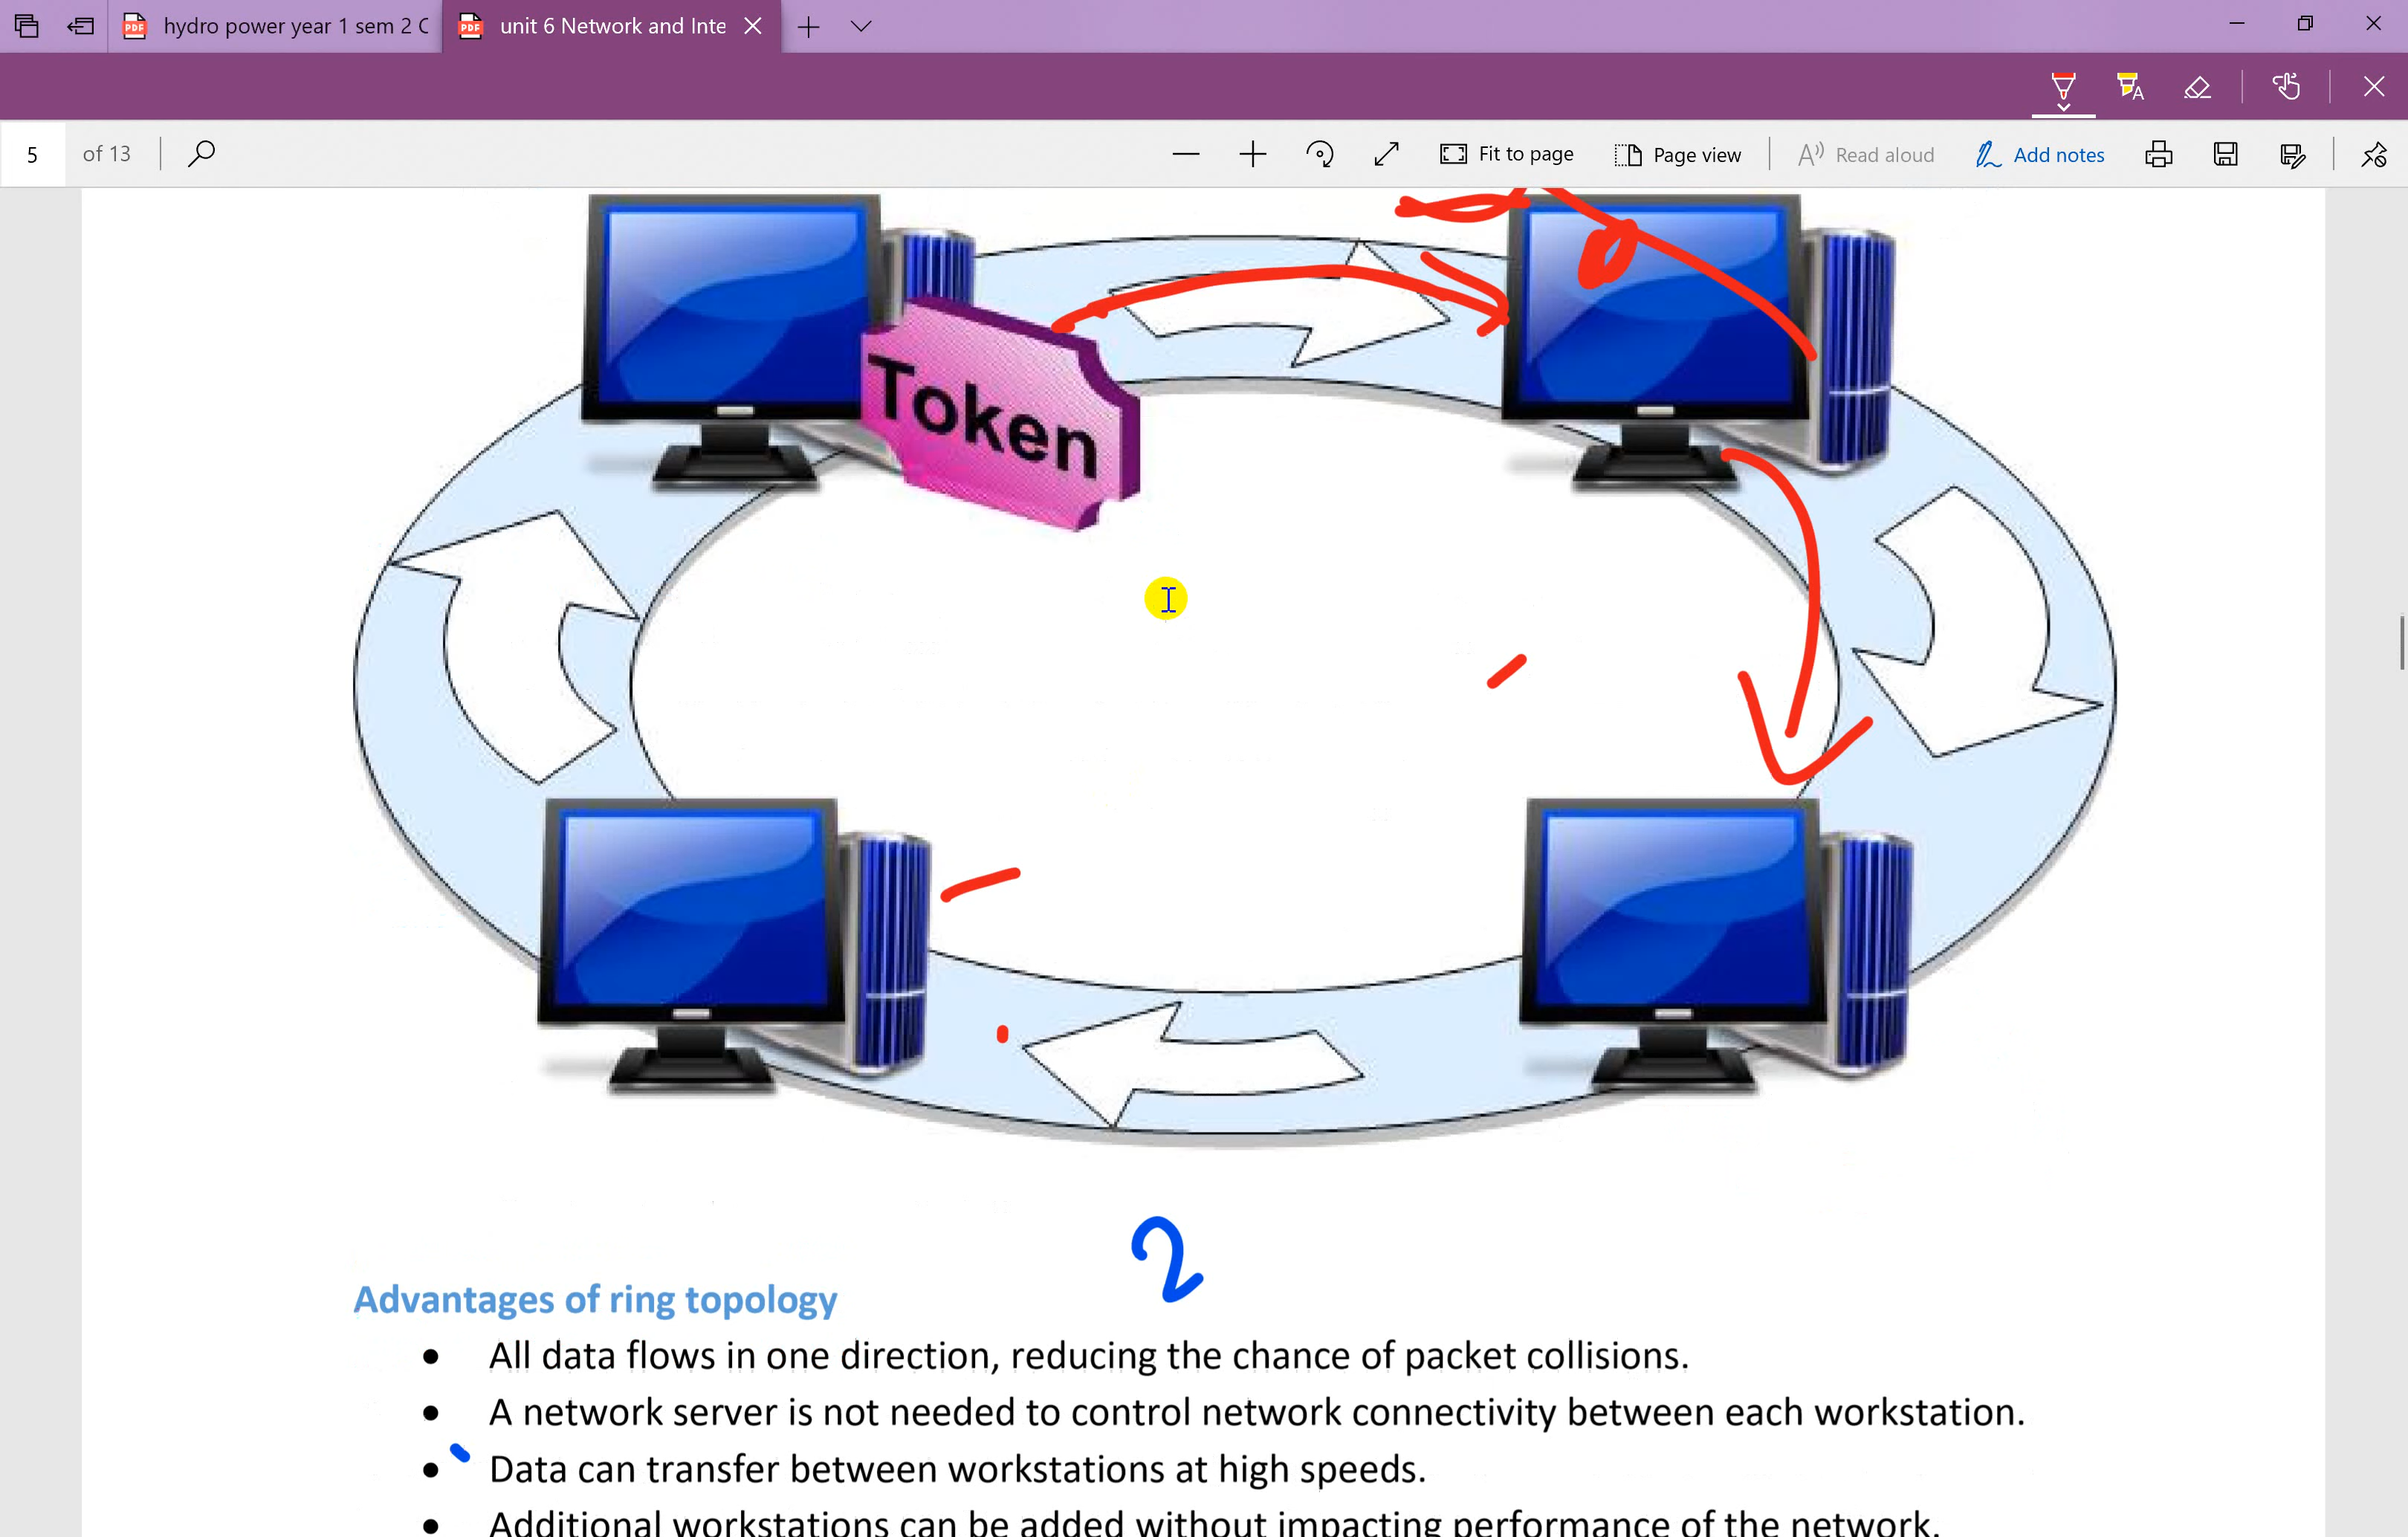 PDF hydro power year 1 sem 2 C
PDF unit 6 Network and Inte
5 of 13
Fit to page
Page view
Read aloud
Add notes
Token
2
Advantages of ring topology
• All data flows in one direction, reducing the chance of packet collisions.
• A network server is not needed to control network connectivity between each workstation.
• Data can transfer between workstations at high speeds.
• Additional workstations can be added without impacting performance of the network.